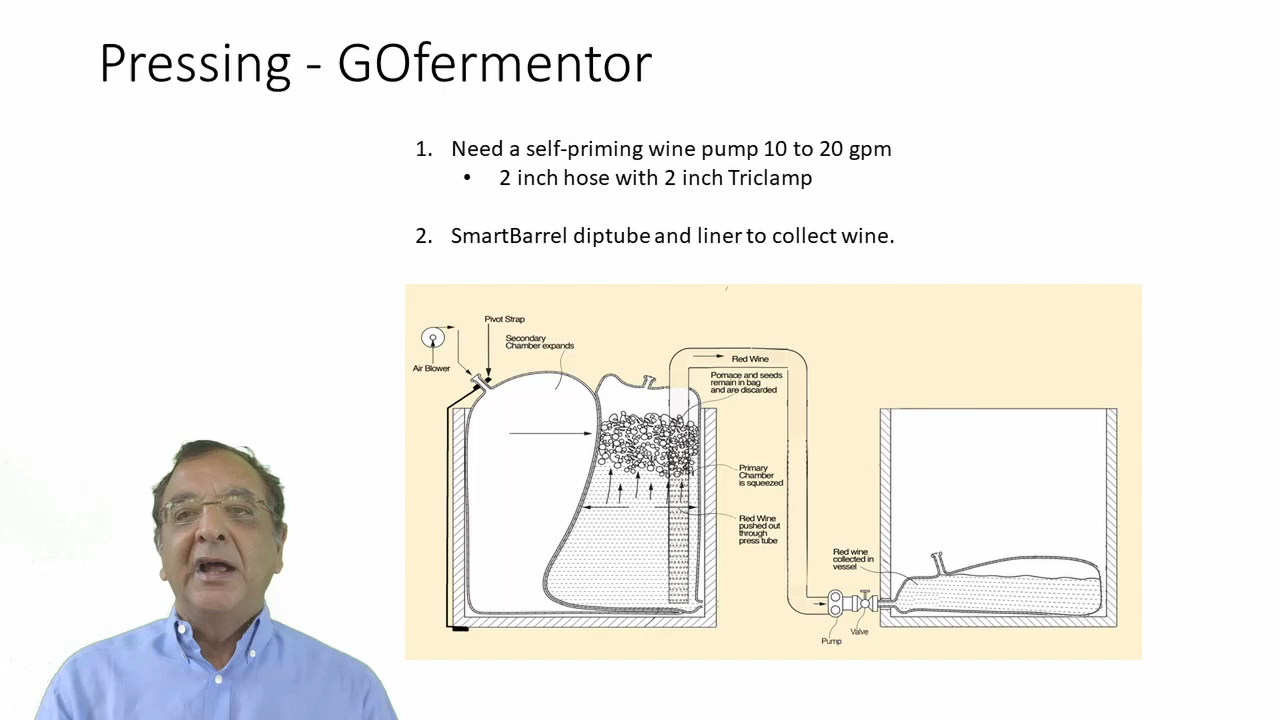 Pressing - GOfermentor
1. Need a self-priming wine pump 10 to 20 gpm
• 2 inch hose with 2 inch Triclamp
2. SmartBarrel diptube and liner to collect wine.
Pivot Strap
Secondary
Chamber expands
Air Blower
Red Wine
Pomace and seeds
remain in bag
and are discarded
Primary
Chamber
is squeezed
Red Wine
pushed out
through
press tube
Red wine
collected in
vessel
Pump
Valve